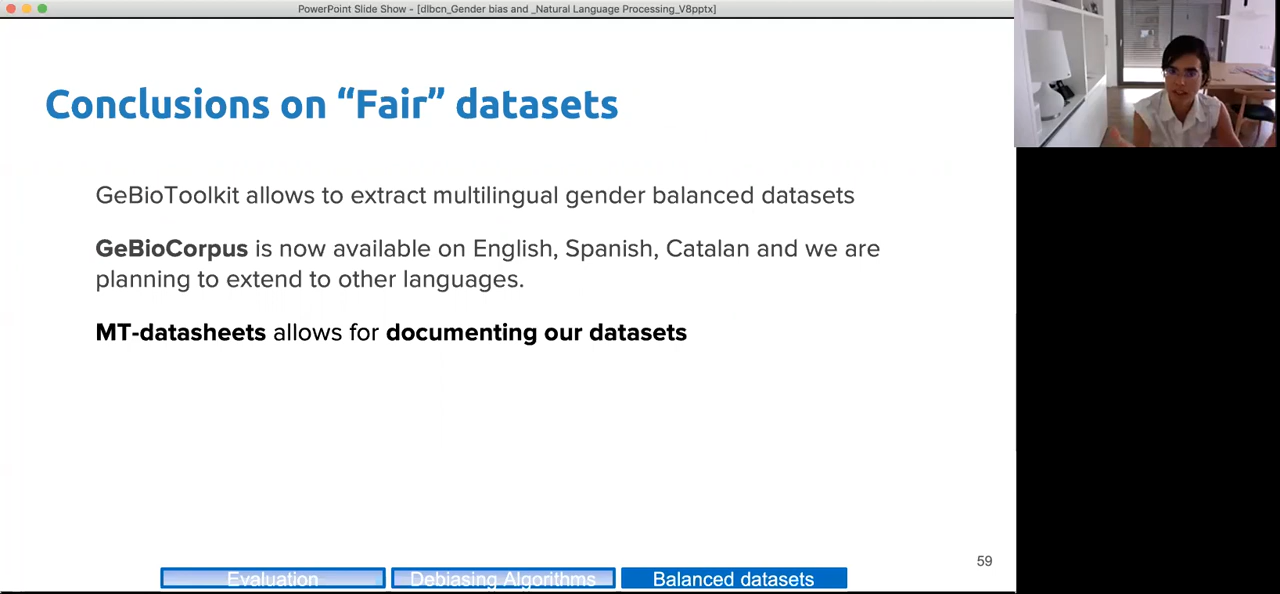 PowerPoint Slide Show - [dlbcn_Gender bias and _Natural Language Processing_V8pptx]
Conclusions on “Fair” datasets
GeBioToolkit allows to extract multilingual gender balanced datasets
GeBioCorpus is now available on English, Spanish, Catalan and we are
planning to extend to other languages.
MT-datasheets allows for documenting our datasets
59
Evaluation
Debiasing Algorithms
Balanced datasets